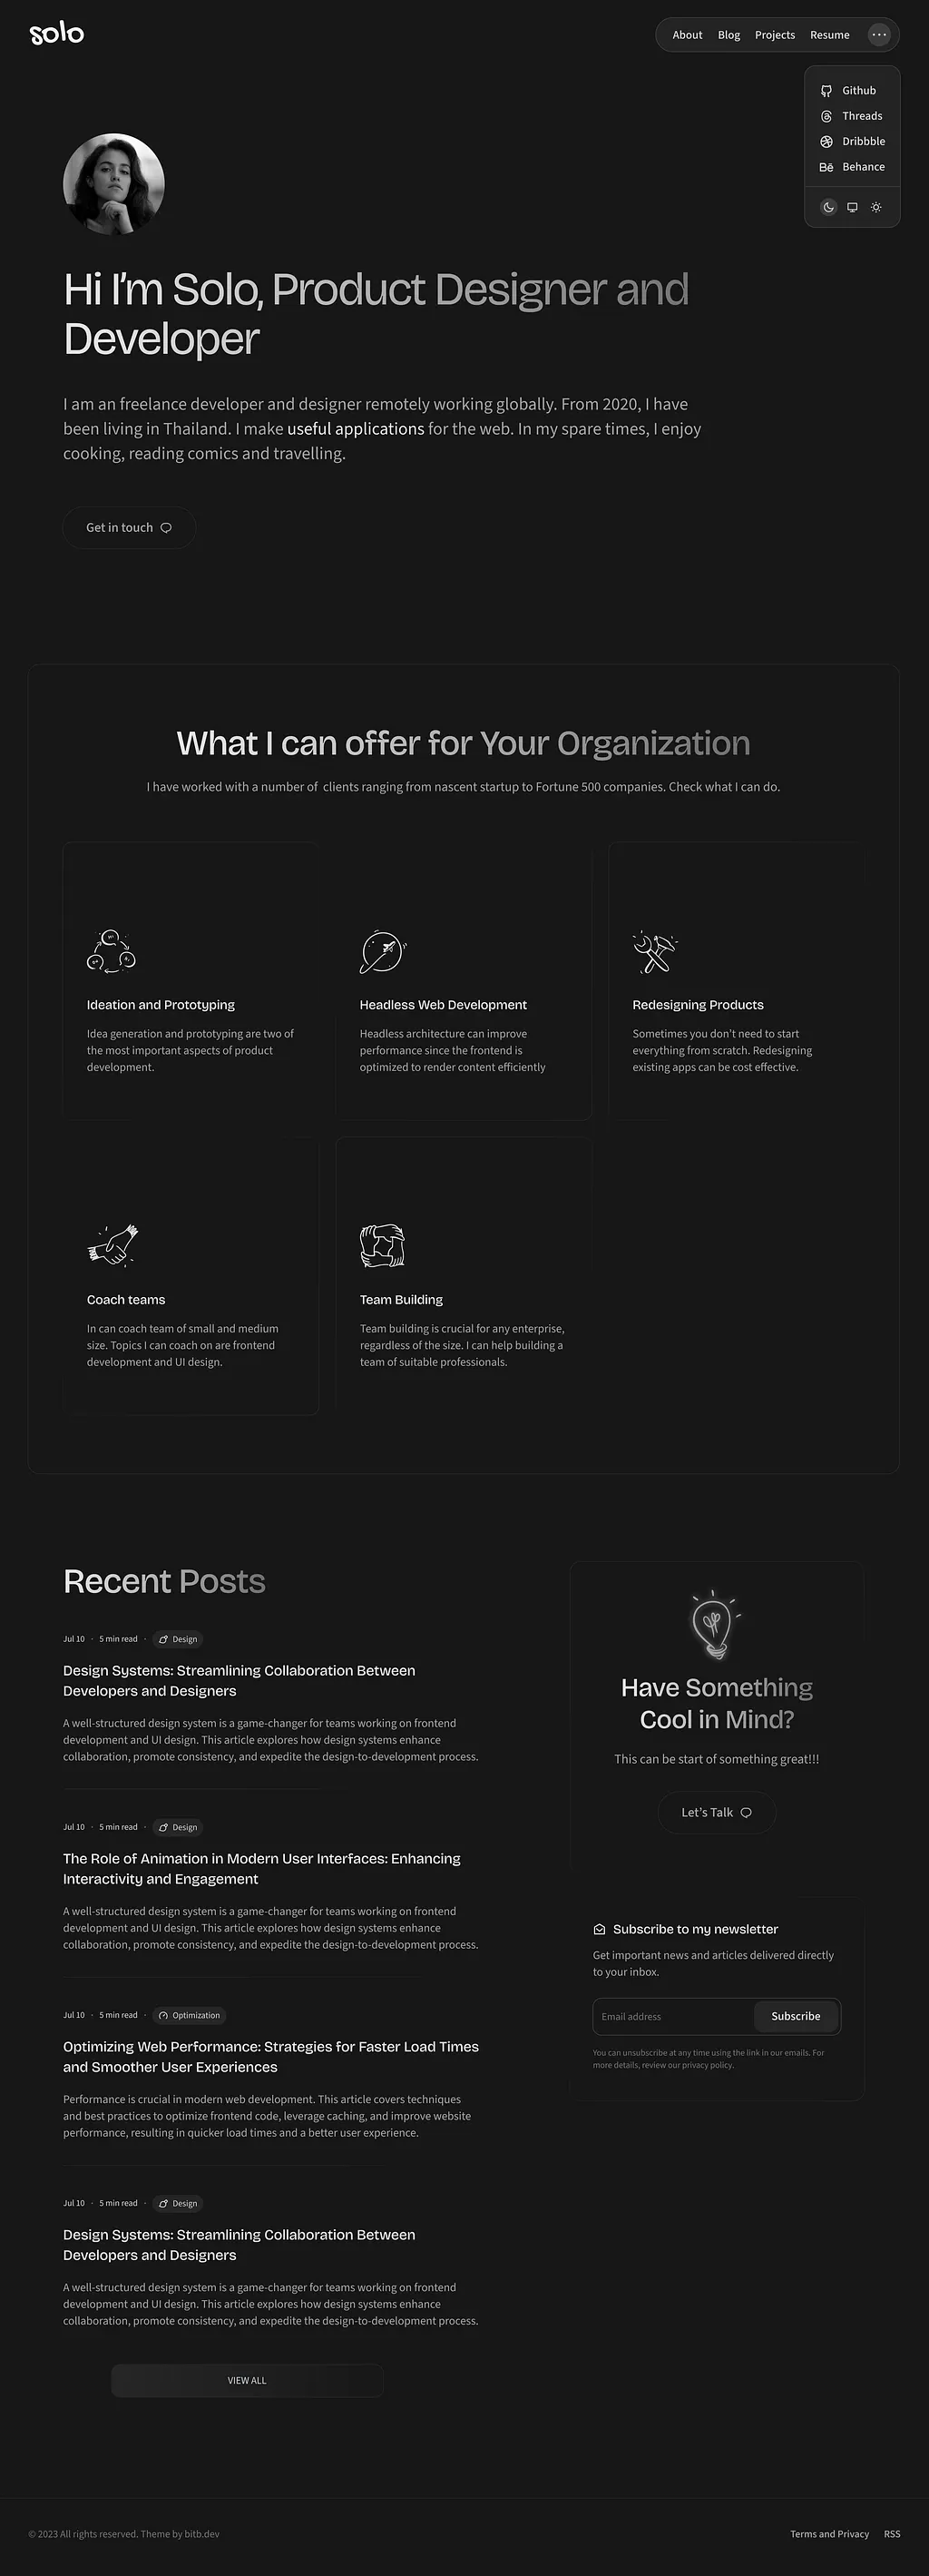 solo
About Blog Projects Resume
Github
Threads
Dribbble
Behance
Hi I’m Solo, Product Designer and
Developer
I am an freelance developer and designer remotely working globally. From 2020, I have
been living in Thailand. I make useful applications for the web. In my spare times, I enjoy
cooking, reading comics and travelling.
Get in touch
What I can offer for Your Organization
I have worked with a number of clients ranging from nascent startup to Fortune 500 companies. Check what I can do.
Ideation and Prototyping
Idea generation and prototyping are two of
the most important aspects of product
development.
Headless Web Development
Headless architecture can improve
performance since the frontend is
optimized to render content efficiently
Redesigning Products
Sometimes you don't need to start
everything from scratch. Redesigning
existing apps can be cost effective.
Coach teams
In can coach team of small and medium
size. Topics I can coach on are frontend
development and UI design.
Team Building
Team building is crucial for any enterprise,
regardless of the size. I can help building a
team of suitable professionals.
Recent Posts
Jul 10 · 5 min read · Design
Design Systems: Streamlining Collaboration Between
Developers and Designers
A well-structured design system is a game-changer for teams working on frontend
development and UI design. This article explores how design systems enhance
collaboration, promote consistency, and expedite the design-to-development process.
Jul 10 · 5 min read · Design
The Role of Animation in Modern User Interfaces: Enhancing
Interactivity and Engagement
A well-structured design system is a game-changer for teams working on frontend
development and UI design. This article explores how design systems enhance
collaboration, promote consistency, and expedite the design-to-development process.
Jul 10 · 5 min read · Optimization
Optimizing Web Performance: Strategies for Faster Load Times
and Smoother User Experiences
Performance is crucial in modern web development. This article covers techniques
and best practices to optimize frontend code, leverage caching, and improve website
performance, resulting in quicker load times and a better user experience.
Jul 10 · 5 min read · Design
Design Systems: Streamlining Collaboration Between
Developers and Designers
A well-structured design system is a game-changer for teams working on frontend
development and UI design. This article explores how design systems enhance
collaboration, promote consistency, and expedite the design-to-development process.
VIEW ALL
Have Something
Cool in Mind?
This can be start of something great!!!
Let’s Talk
Subscribe to my newsletter
Get important news and articles delivered directly
to your inbox.
Email address Subscribe
You can unsubscribe at any time using the link in our emails. For
more details, review our privacy policy.
© 2023 All rights reserved. Theme by bitb.dev
Terms and Privacy RSS